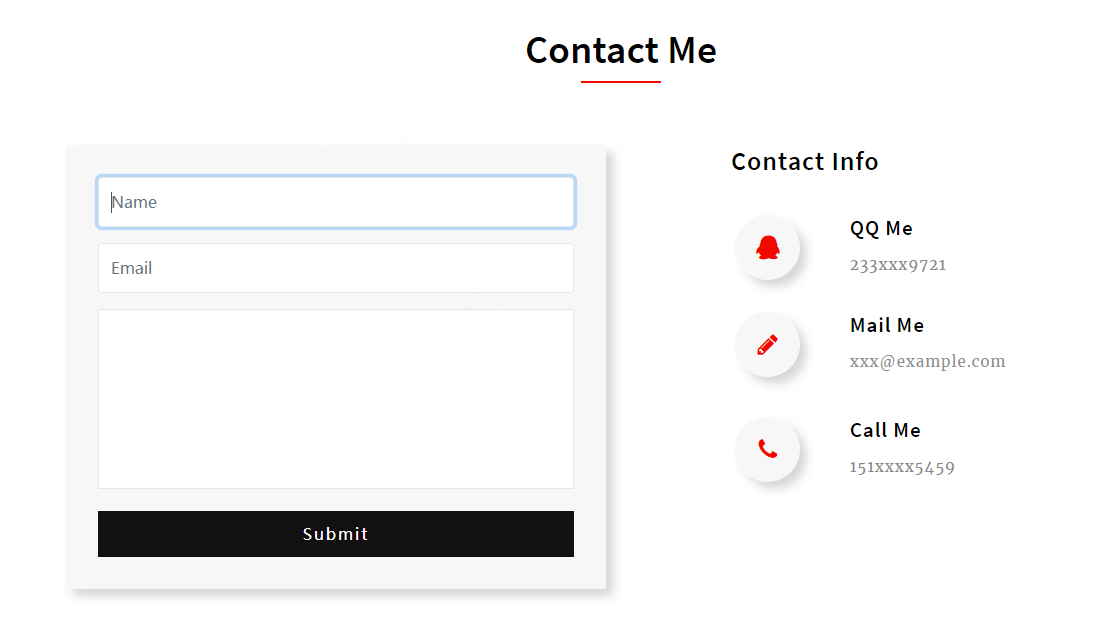 Contact Me
Name
Email
Submit
Contact Info
QQ Me
233xxx9721
Mail Me
xxx@example.com
Call Me
151xxxx5459